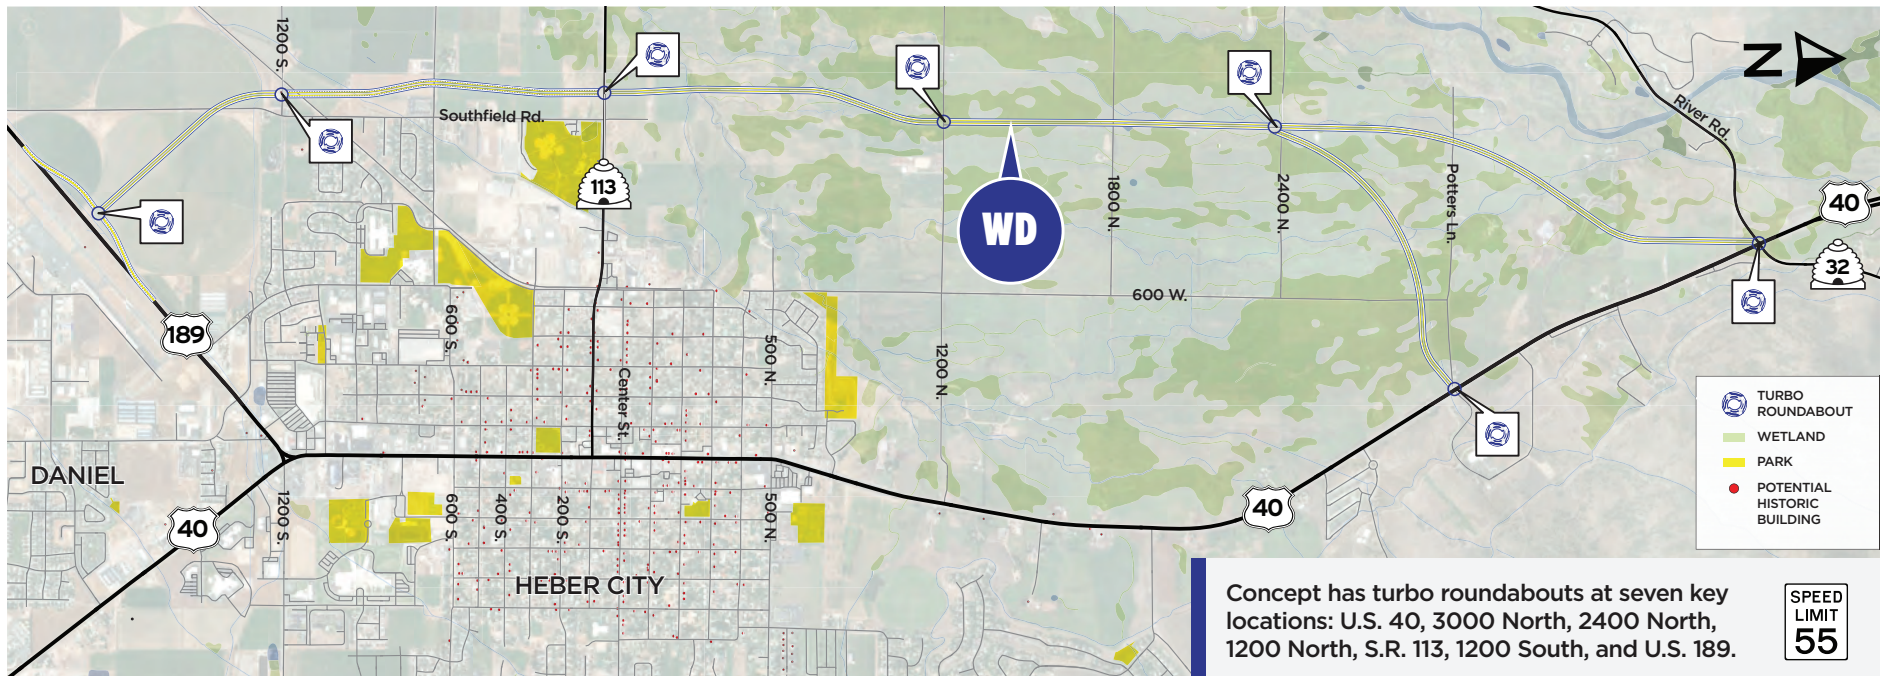 1200 S.
Southfield Rd.
113
WD
1800 N.
2400 N.
Potters Ln.
River Rd.
N
40
32
189
600 S.
Center St.
500 N.
1200 N.
600 W.
40
DANIEL
40
1200 S.
600 S.
400 S.
200 S.
500 N.
HEBER CITY
TURBO
ROUNDABOUT
WETLAND
PARK
POTENTIAL
HISTORIC
BUILDING
Concept has turbo roundabouts at seven key
locations: U.S. 40, 3000 North, 2400 North,
1200 North, S.R. 113, 1200 South, and U.S. 189.
SPEED
LIMIT
55